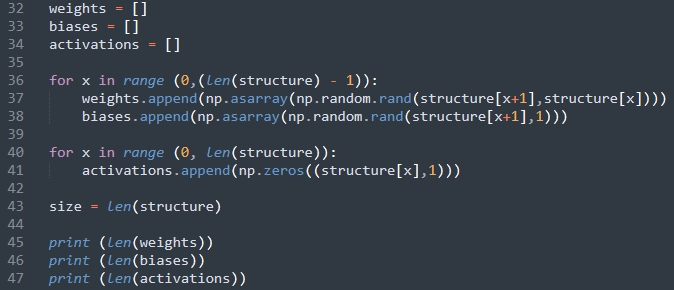 32 weights = []
33 biases = []
34 activations = []
35
36 for x in range (0,(len(structure) - 1)):
37     weights.append(np.asarray(np.random.rand(structure[x+1],structure[x])))
38     biases.append(np.asarray(np.random.rand(structure[x+1],1)))
39
40 for x in range (0, len(structure)):
41     activations.append(np.zeros((structure[x],1)))
42
43 size = len(structure)
44
45 print (len(weights))
46 print (len(biases))
47 print (len(activations))